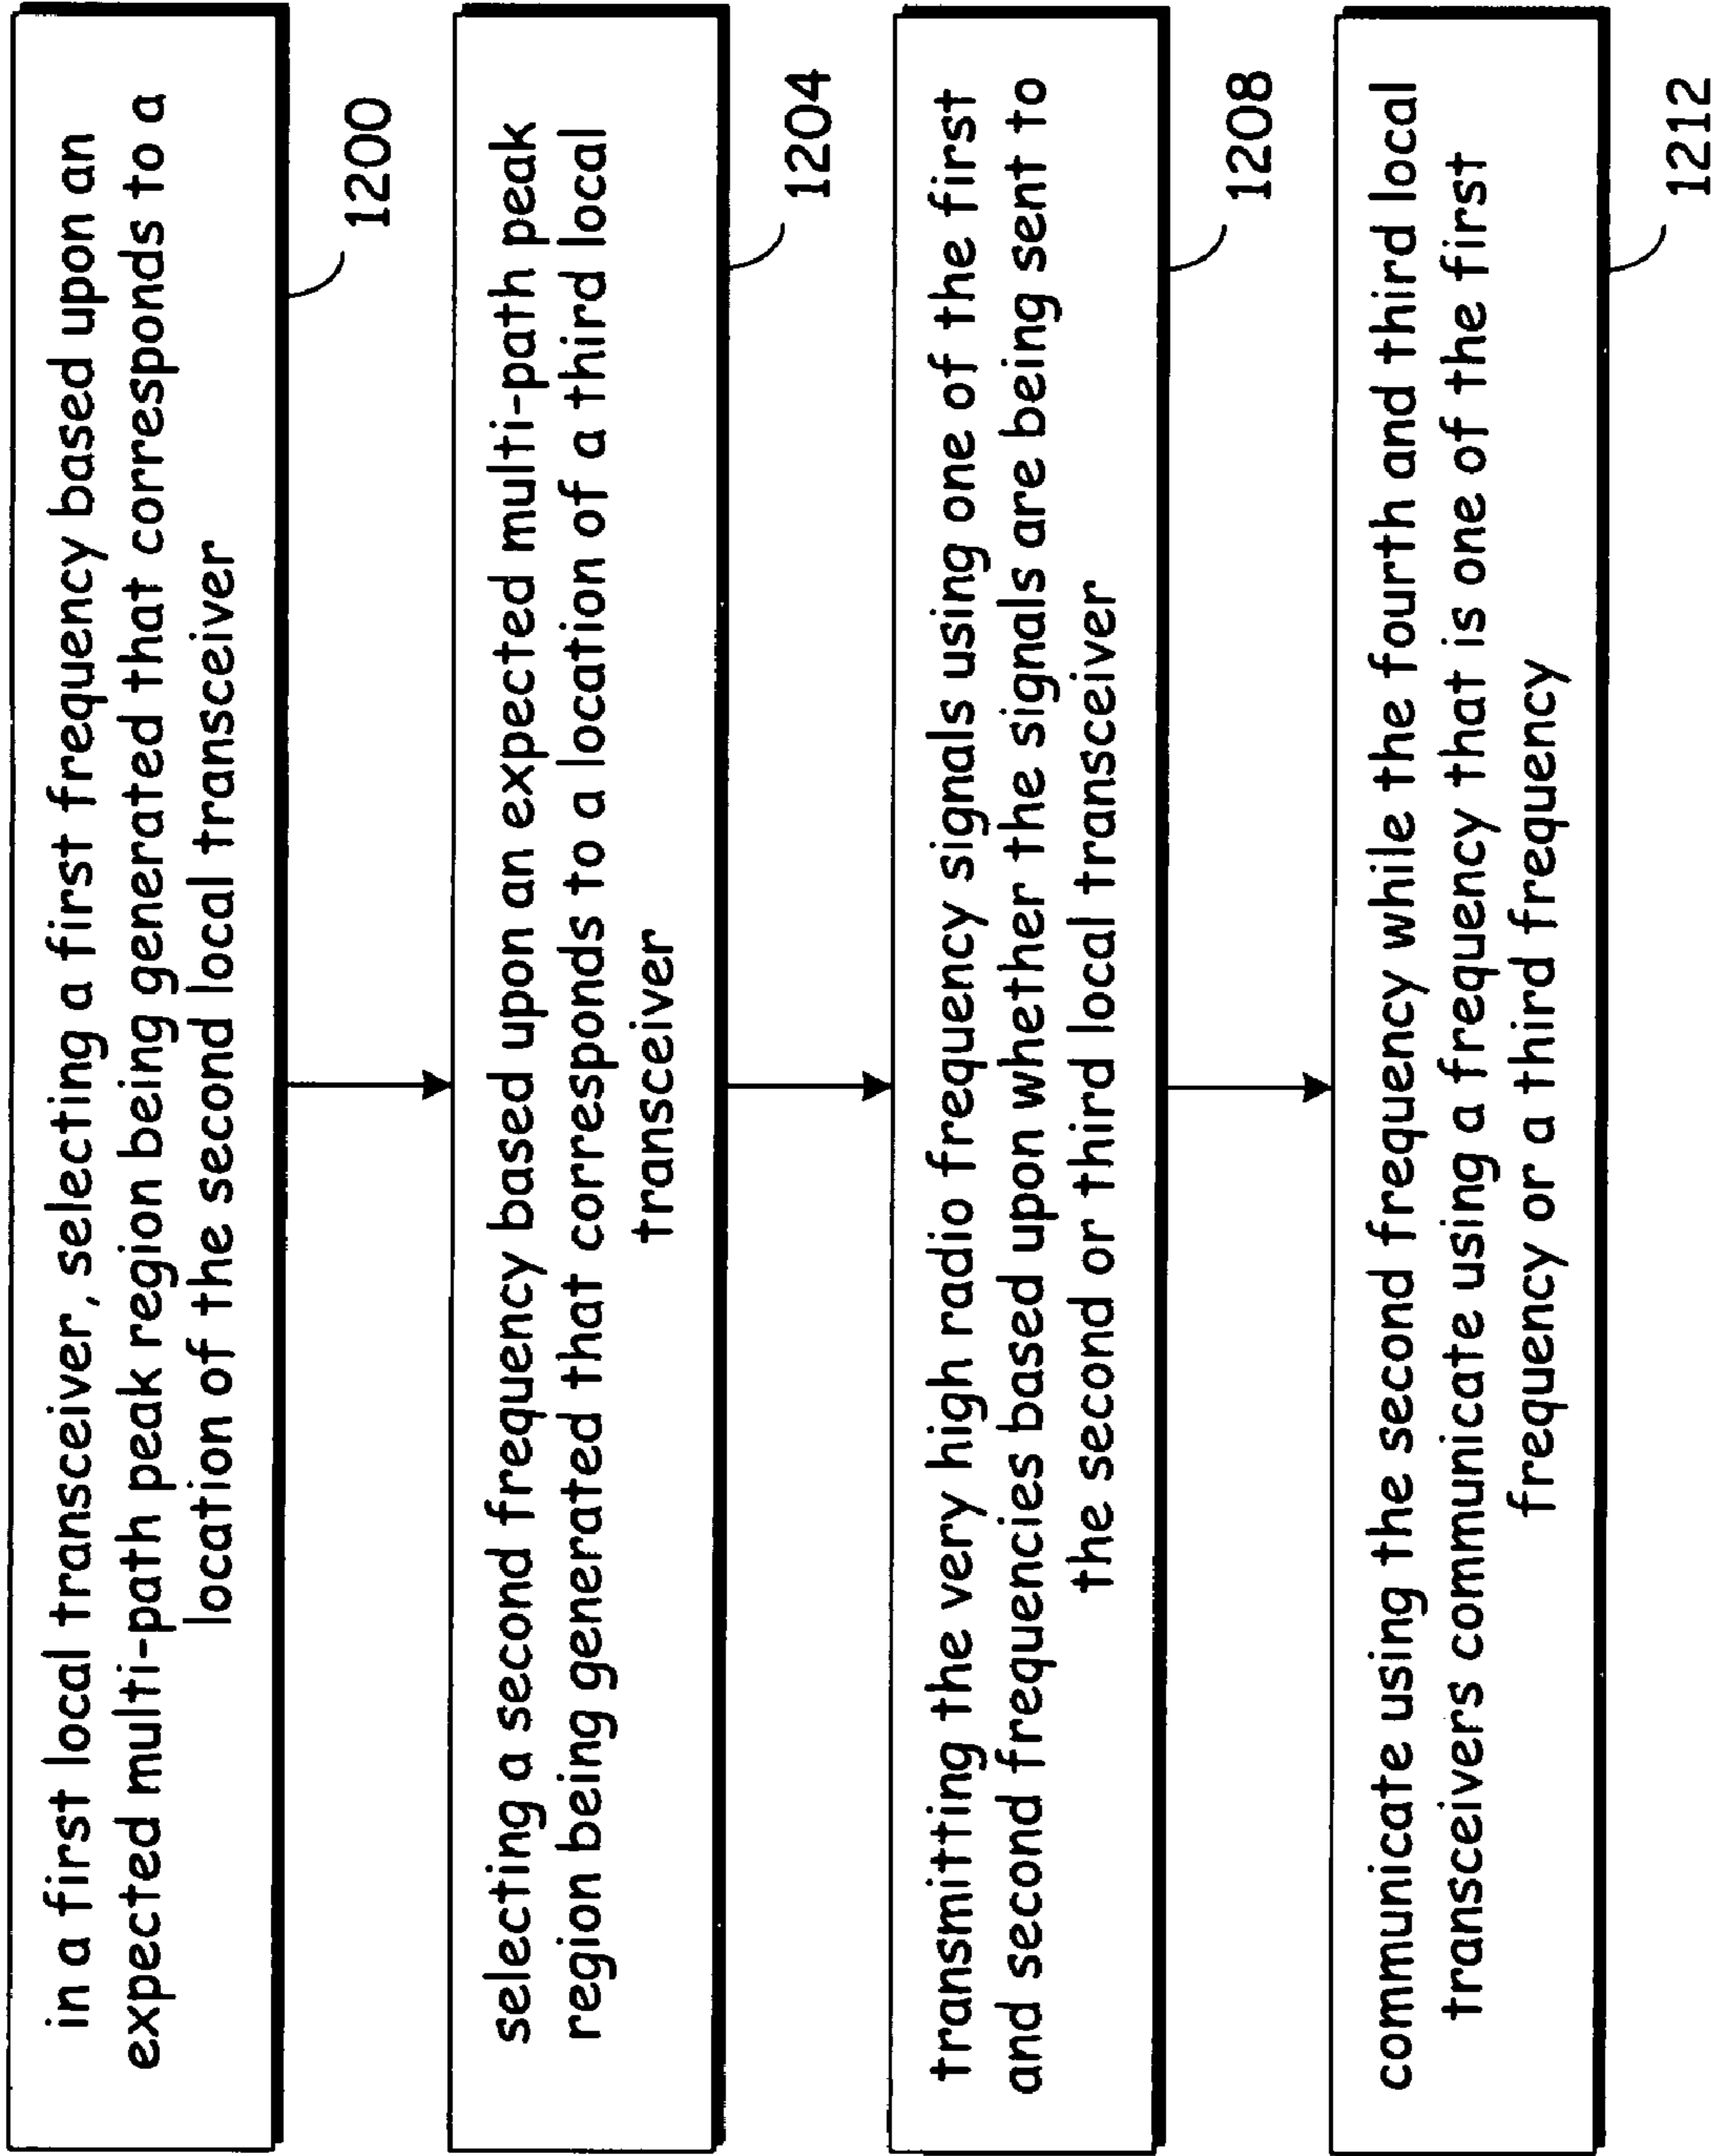 in a first local transceiver, selecting a first frequency based upon an
expected multi-path peak region being generated that corresponds to a
location of the second local transceiver
1200
selecting a second frequency based upon an expected multi-path peak
region being generated that corresponds to a location of a third local
transceiver
1204
transmitting the very high radio frequency signals using one of the first
and second frequencies based upon whether the signals are being sent to
the second or third local transceiver
1208
communicate using the second frequency while the fourth and third local
transceivers communicate using a frequency that is one of the first
frequency or a third frequency
1212